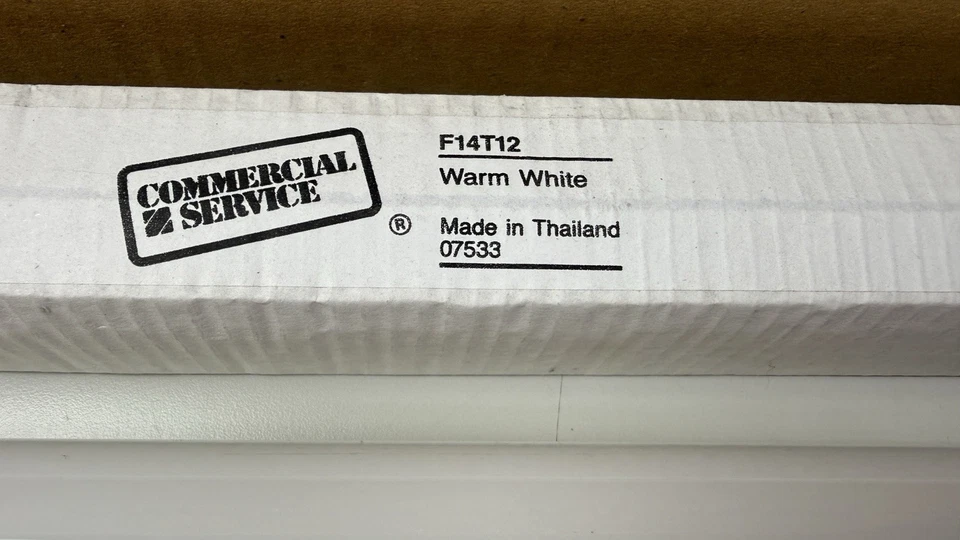 COMMERCIAL
SERVICE
®
F14T12
Warm White
Made in Thailand
07533